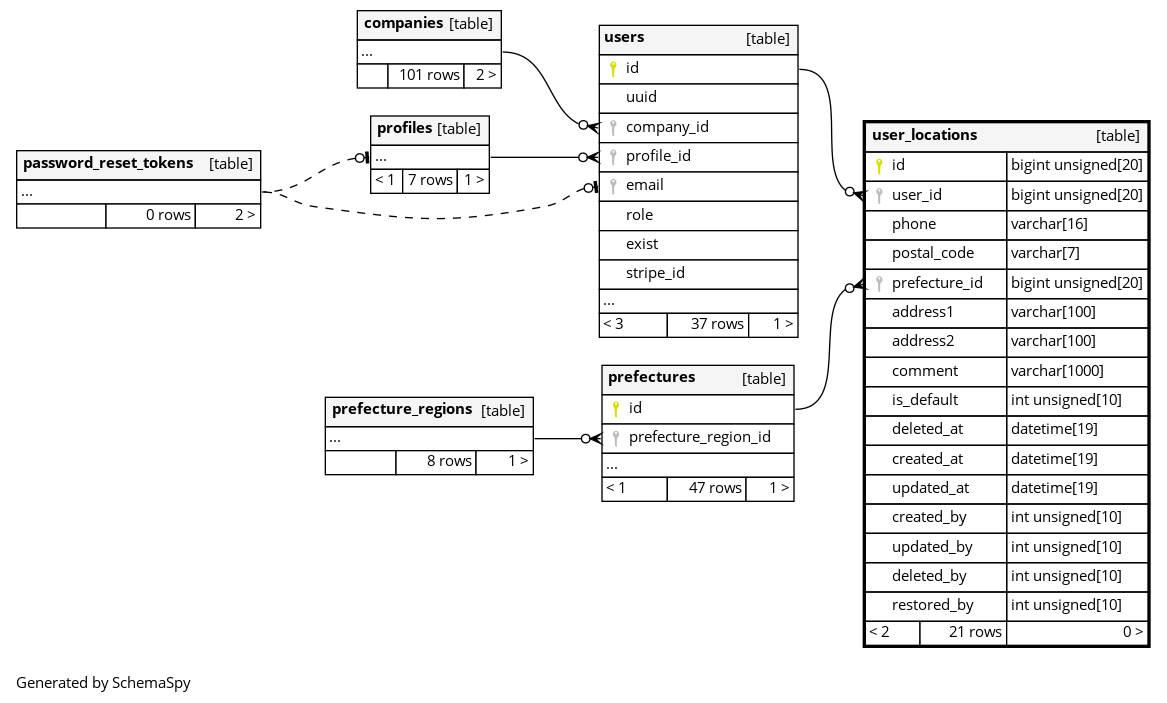 companies [table]
...
101 rows 2 >
profiles [table]
...
< 1 7 rows 1 >
password_reset_tokens [table]
...
0 rows 2 >
users [table]
id
uuid
company_id
profile_id
email
role
exist
stripe_id
...
< 3 37 rows 1 >
prefecture_regions [table]
...
8 rows 1 >
prefectures [table]
id
prefecture_region_id
...
< 1 47 rows 1 >
user_locations [table]
id bigint unsigned[20]
user_id bigint unsigned[20]
phone varchar[16]
postal_code varchar[7]
prefecture_id bigint unsigned[20]
address1 varchar[100]
address2 varchar[100]
comment varchar[1000]
is_default int unsigned[10]
deleted_at datetime[19]
created_at datetime[19]
updated_at datetime[19]
created_by int unsigned[10]
updated_by int unsigned[10]
deleted_by int unsigned[10]
restored_by int unsigned[10]
< 2 21 rows 0 >
Generated by SchemaSpy